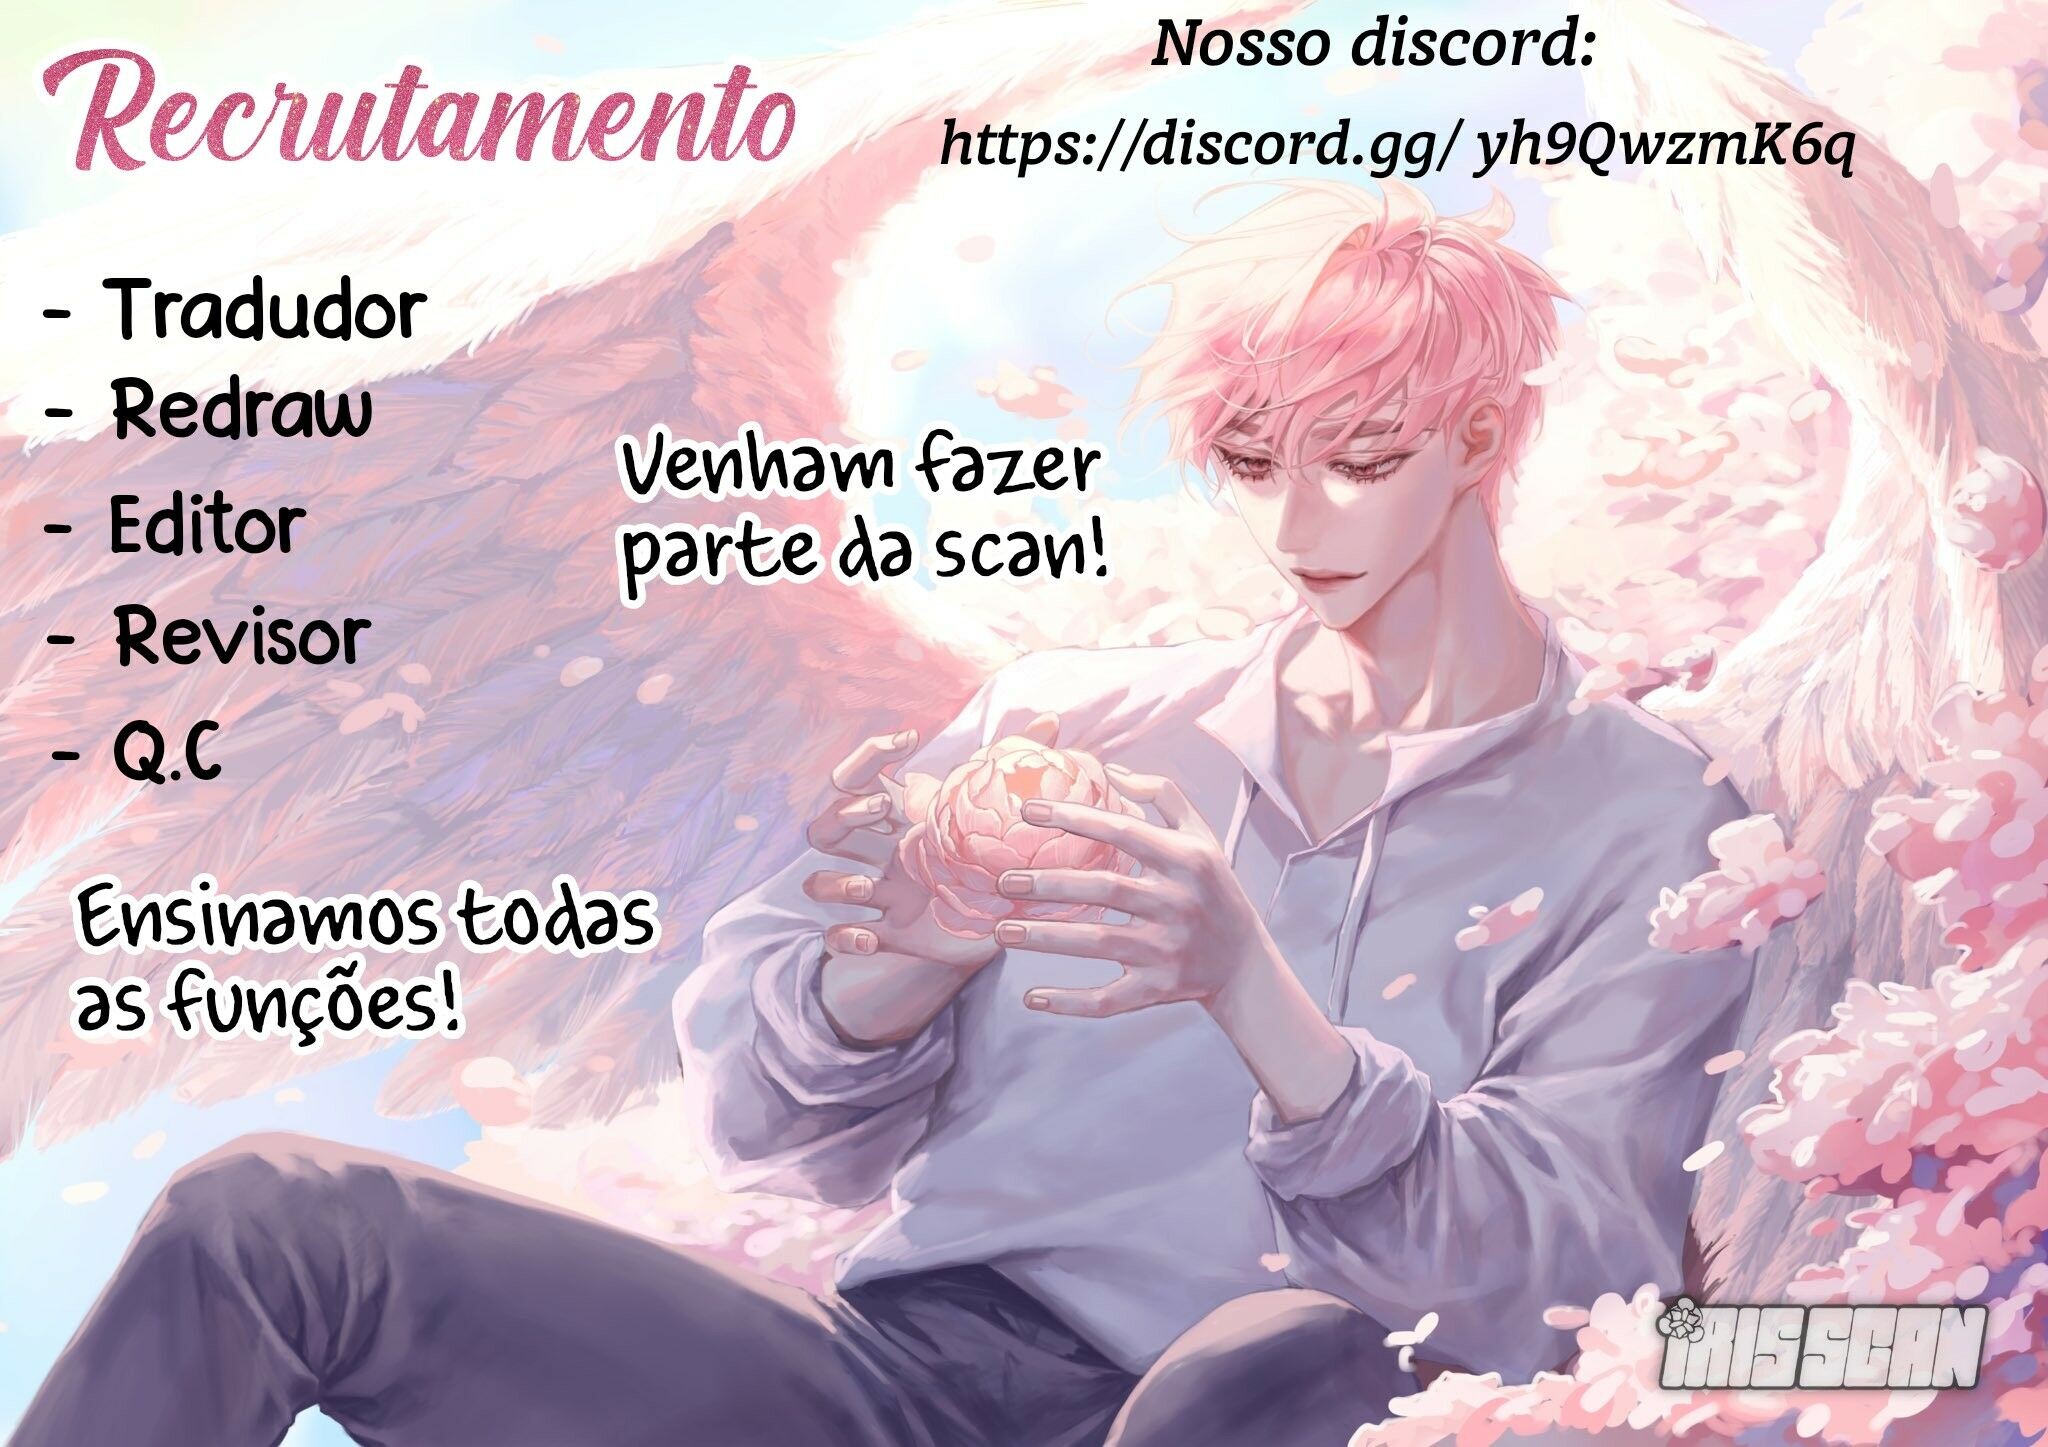 Recrutamento
Nosso discord:
https://discord.gg/ yh9QwzmK6q
- Tradudor
- Redraw
- Editor
- Revisor
- Q.C
Venham fazer
parte da scan!
Ensinamos todas
as funções!
IRIS SCAN